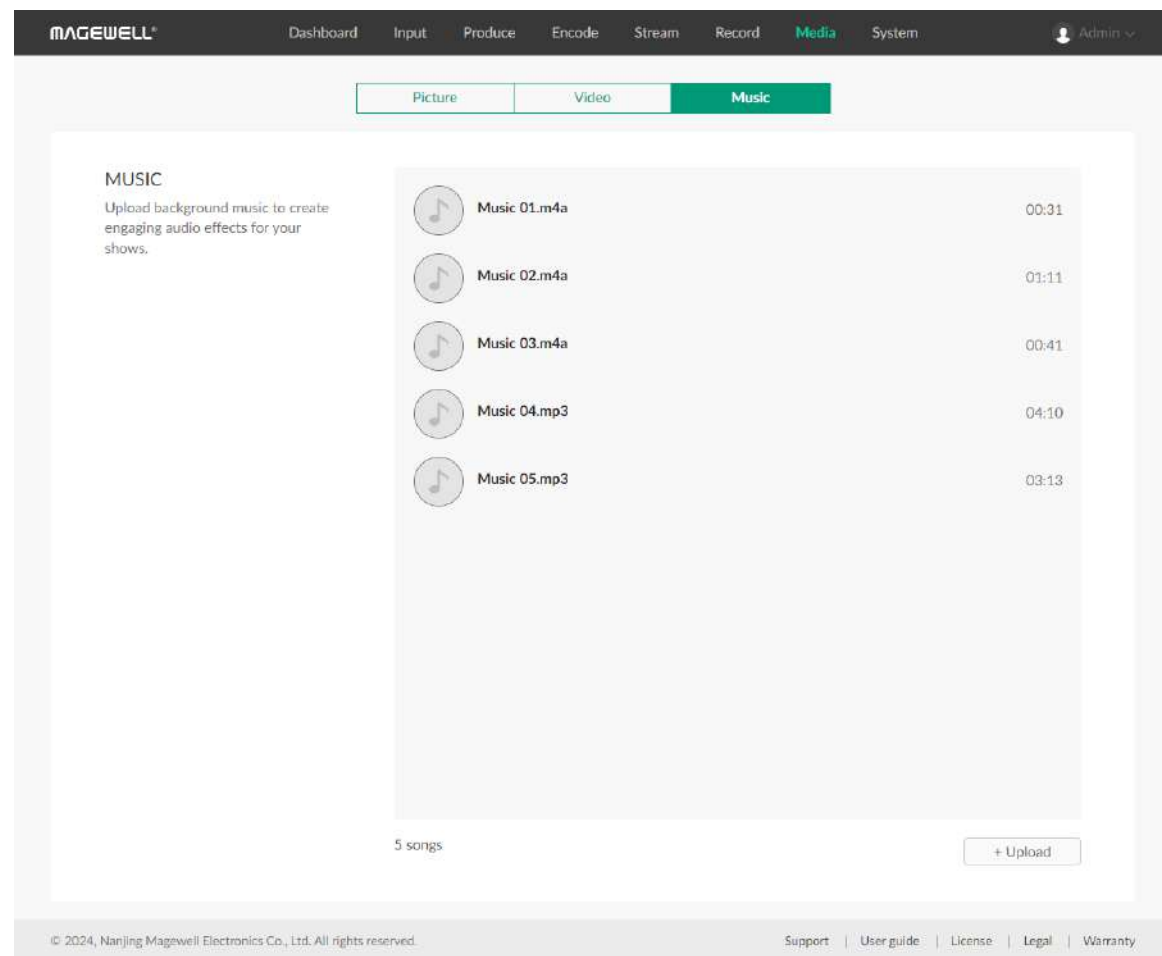 MAGEWELL® Dashboard Input Produce Encode Stream Record Media System Admin
Picture Video Music
MUSIC
Upload background music to create
engaging audio effects for your
shows.
Music 01.m4a 00:31
Music 02.m4a 01:11
Music 03.m4a 00:41
Music 04.mp3 04:10
Music 05.mp3 03:13
5 songs + Upload
© 2024, Nanjing Magewell Electronics Co., Ltd. All rights reserved. Support | User guide | License | Legal | Warranty